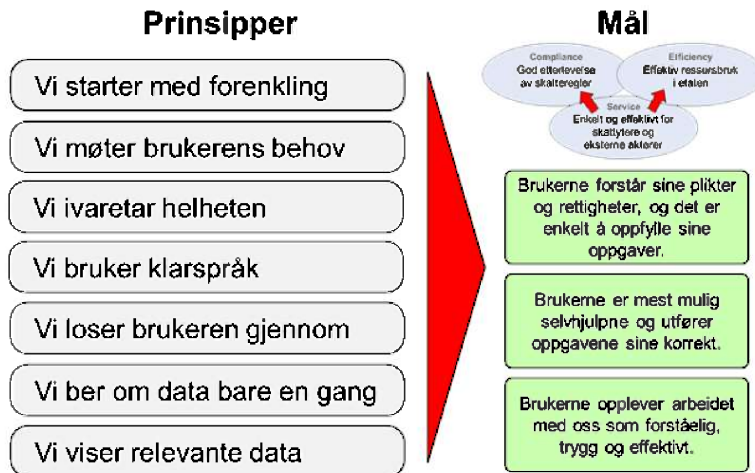 Prinsipper
Vi starter med forenkling
Vi møter brukerens behov
Vi ivaretar helheten
Vi bruker klarspråk
Vi loser brukeren gjennom
Vi ber om data bare en gang
Vi viser relevante data
Mål
Compliance
God etterlevelse
av skatteregler
Efficiency
Effektiv ressursbruk
i etaten
Service
Enkelt og effektivt for
skattytere og
eksterne aktører
Brukerne forstår sine plikter
og rettigheter, og det er
enkelt å oppfylle sine
oppgaver.
Brukerne er mest mulig
selvhjulpne og utfører
oppgavene sine korrekt.
Brukerne opplever arbeidet
med oss som forståelig,
trygg og effektivt.